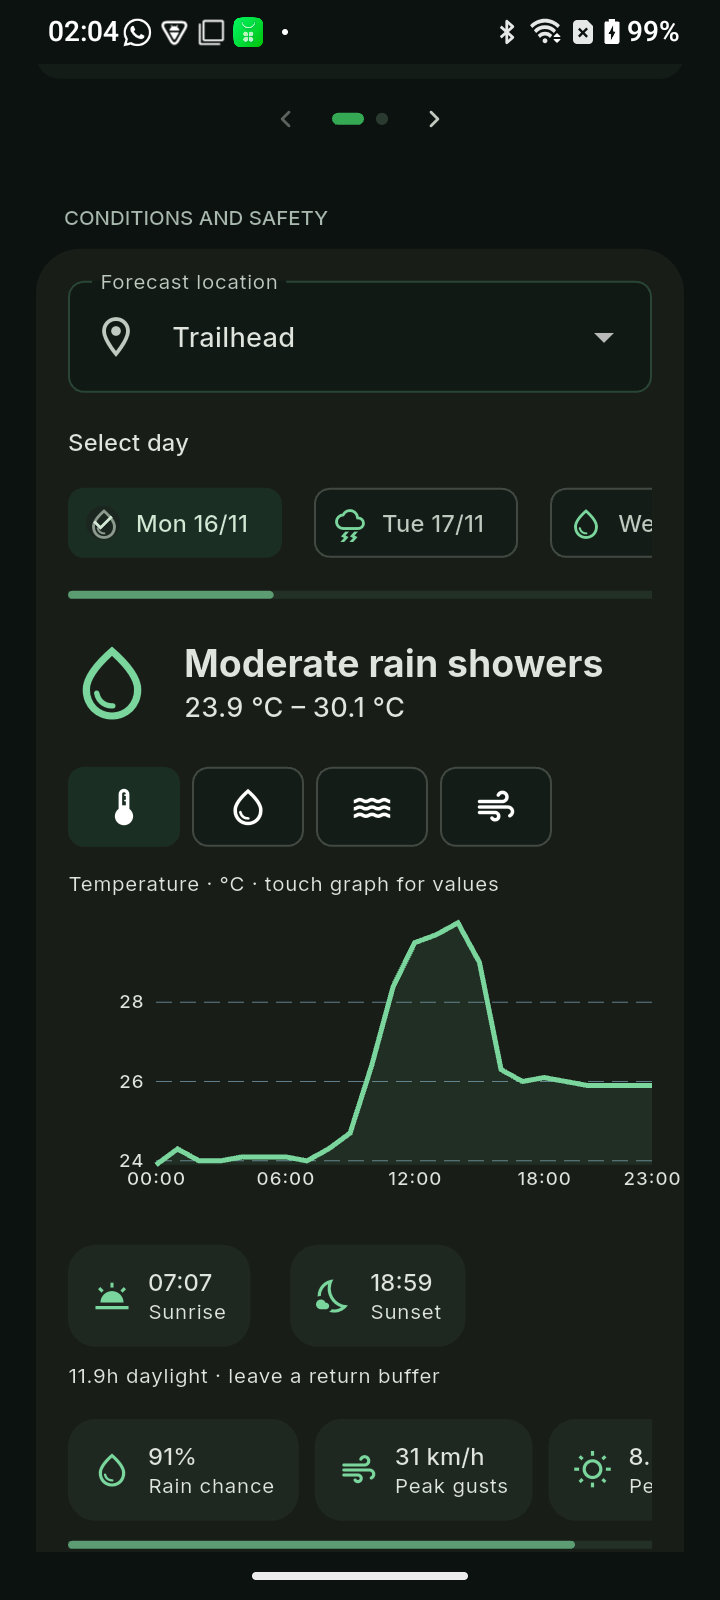 02:04
99%
CONDITIONS AND SAFETY
Forecast location
Trailhead
Select day
Mon 16/11
Tue 17/11
We
Moderate rain showers
23.9 °C – 30.1 °C
Temperature · °C · touch graph for values
28
26
24
00:00 06:00 12:00 18:00 23:00
07:07
Sunrise
18:59
Sunset
11.9h daylight · leave a return buffer
91%
Rain chance
31 km/h
Peak gusts
8.
Pe